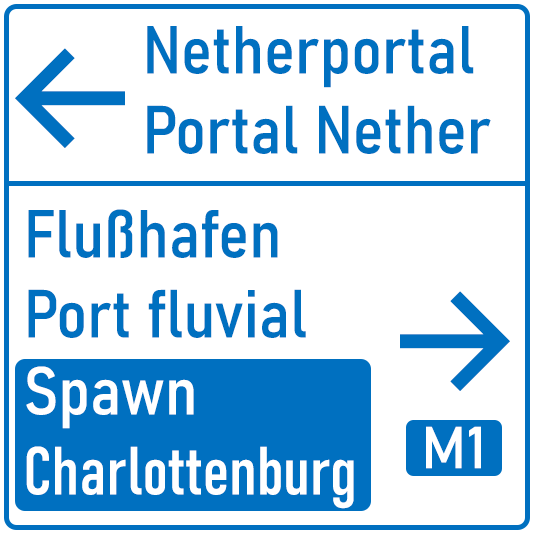 Netherportal
Portal Nether
Flußhafen
Port fluvial
Spawn
Charlottenburg
M1